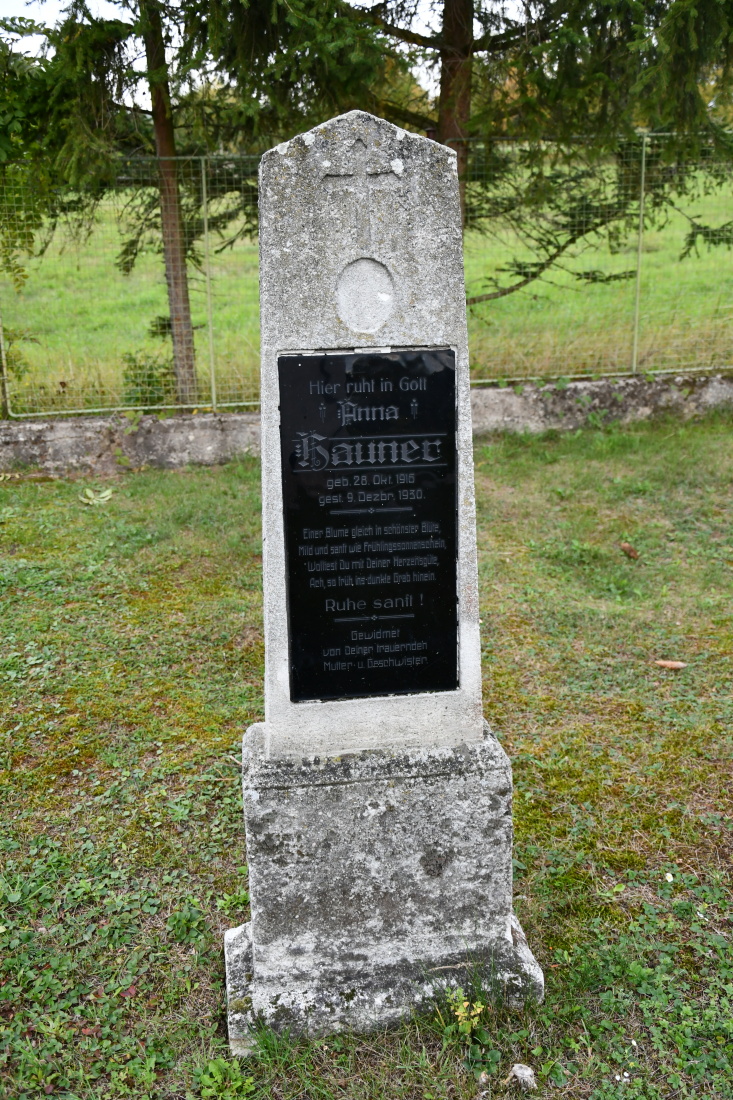 Hier ruht in Gott
Anna
Hauner
geb. 28. Okt. 1916
gest. 9. Dezbr. 1930.
Einer Blume gleich in schönster Blüte,
Mild und sanft wie Frühlingssonnenschein,
Wolltest Du mit Deiner Herzensgüte,
Ach, so früh, ins dunkle Grab hinein.
Ruhe sanft !
Gewidmet
von Deiner trauernden
Mutter u. Geschwister